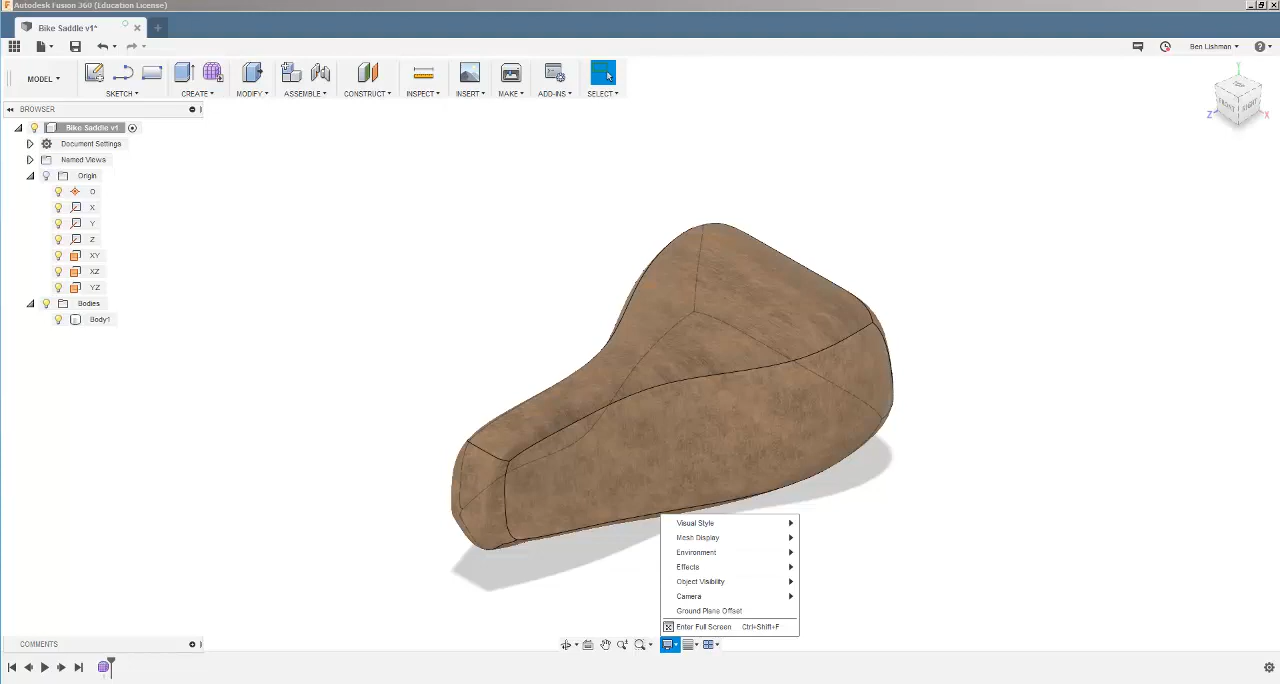 Autodesk Fusion 360 (Education License)
Bike Saddle v1*
Ben Lishman
MODEL
SKETCH
CREATE
MODIFY
ASSEMBLE
CONSTRUCT
INSPECT
INSERT
MAKE
ADD-INS
SELECT
BROWSER
Bike Saddle v1
Document Settings
Named Views
Origin
O
X
Y
Z
XY
XZ
YZ
Bodies
Body1
Y
FRONT RIGHT
Z X
Visual Style
Mesh Display
Environment
Effects
Object Visibility
Camera
Ground Plane Offset
Enter Full Screen Ctrl+Shift+F
COMMENTS